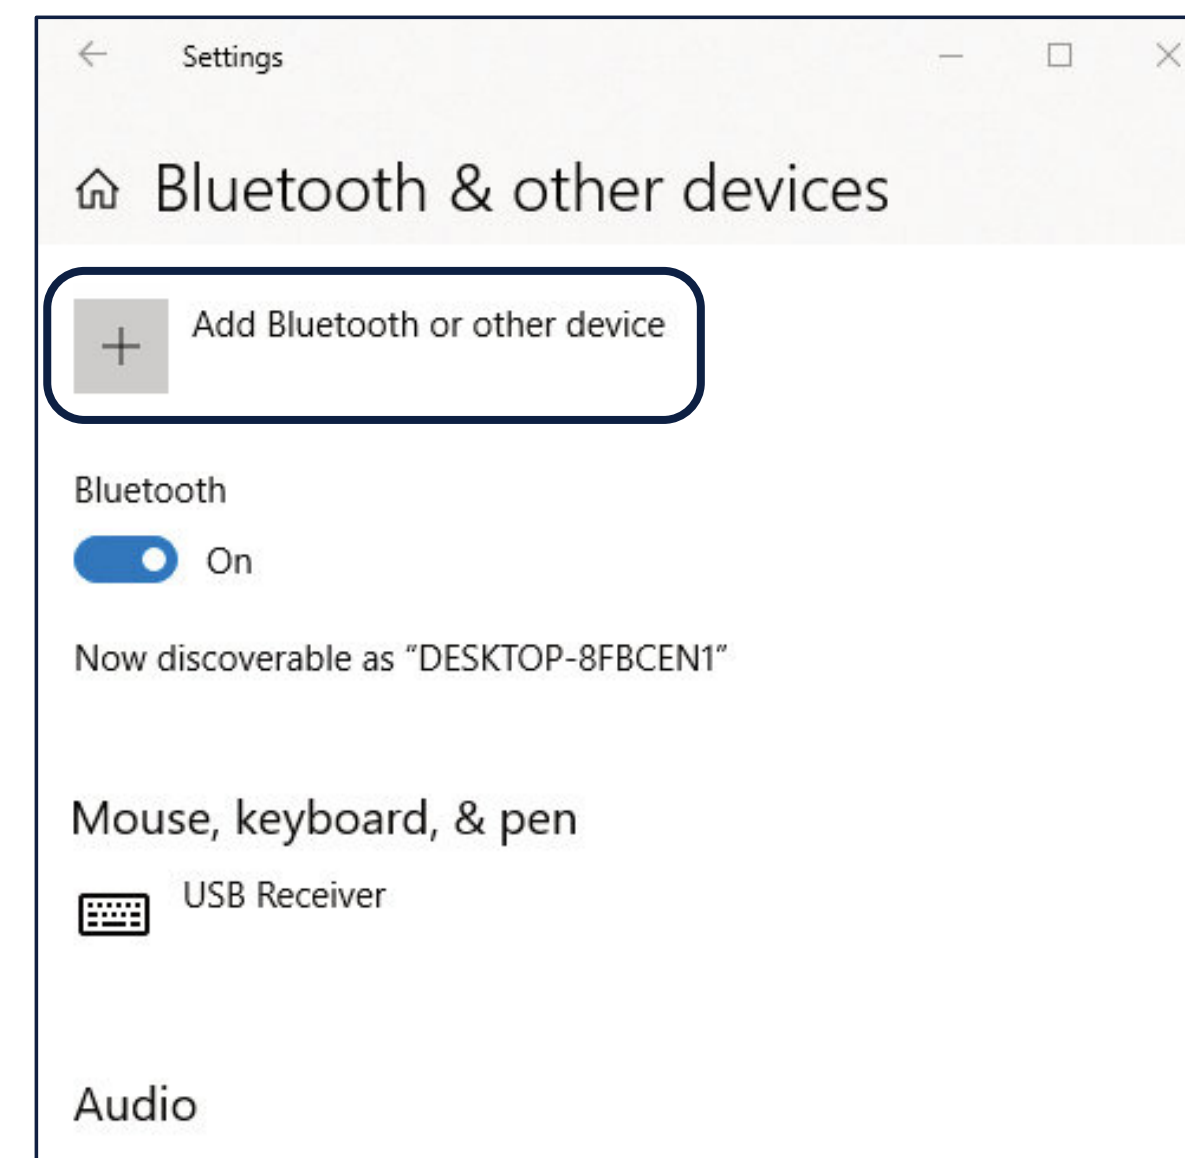 Settings
Bluetooth & other devices
Add Bluetooth or other device
Bluetooth
On
Now discoverable as “DESKTOP-8FBCEN1”
Mouse, keyboard, & pen
USB Receiver
Audio